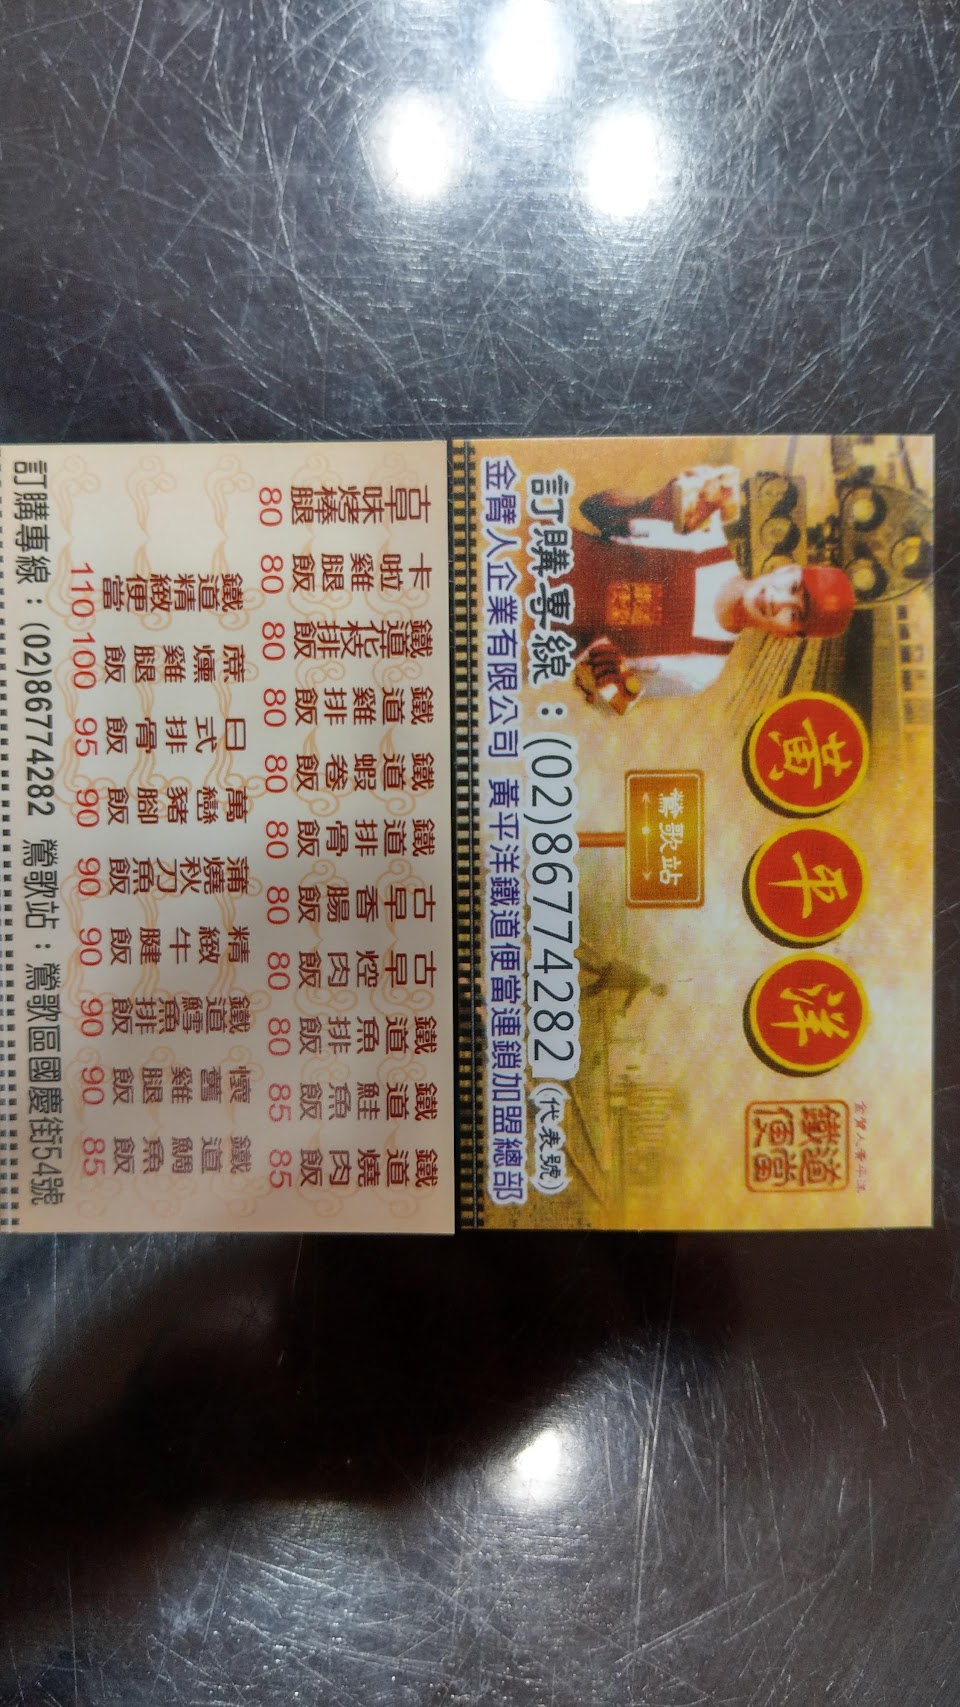 黃平洋
金臂人黃平洋
鐵道便當
鶯歌站
訂購專線：(02)86774282(代表號)
金臂人企業有限公司 黃平洋鐵道便當連鎖加盟總部
鐵道燒肉飯 85
鐵道鮭魚飯 85
鐵道魚排飯 80
古早焢肉飯 80
古早香腸飯 80
鐵道排骨飯 80
鐵道蝦卷飯 80
鐵道雞排飯 80
鐵道花枝排飯 80
卡啦雞腿飯 80
古早味烤棒腿 80
鐵道鯛魚飯 85
懷舊雞腿飯 90
鐵道鱈魚排飯 90
精緻牛腱飯 90
蒲燒秋刀魚飯 90
萬巒豬腳飯 90
日式排骨飯 95
蔗燻雞腿飯 100
鐵道精緻便當 110
訂購專線：(02)86774282 鶯歌站：鶯歌區國慶街54號